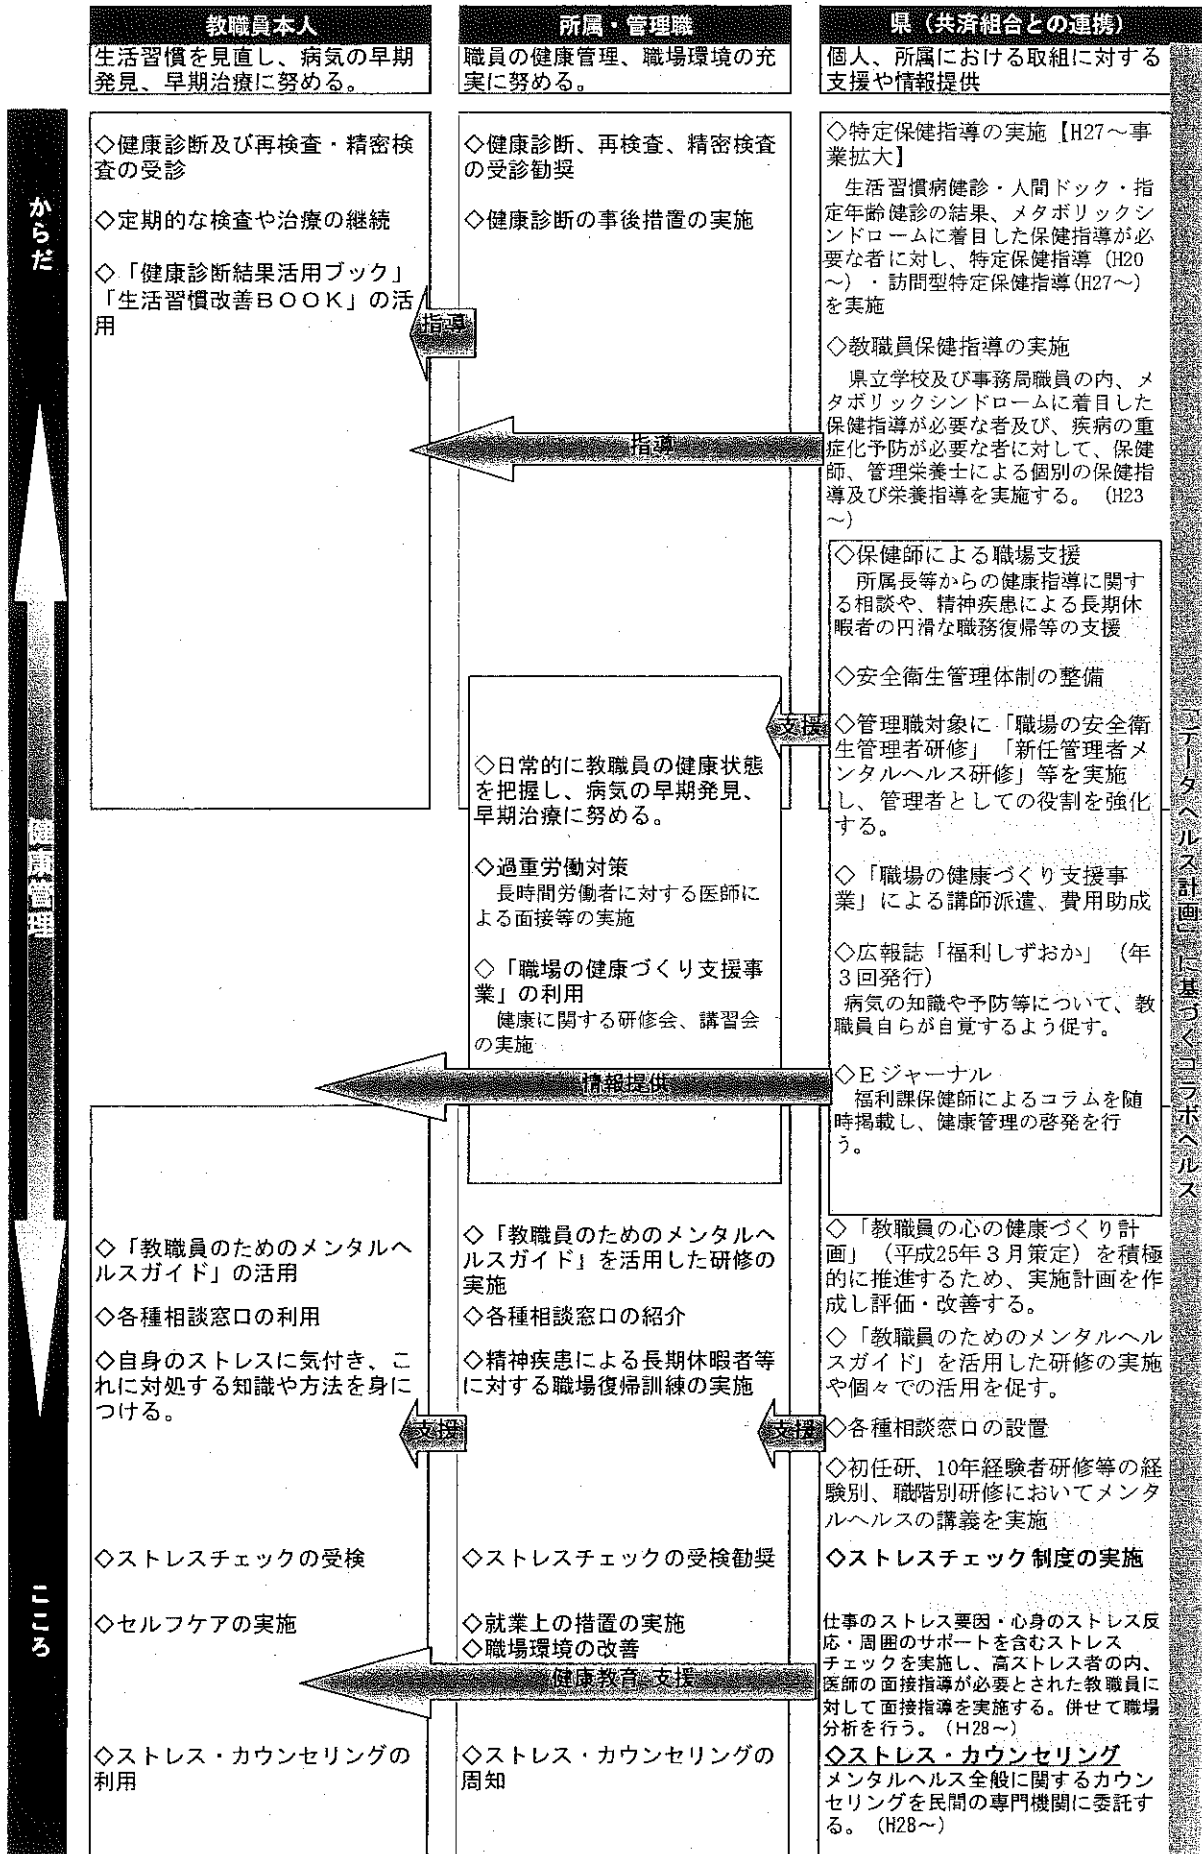 教職員本人
生活習慣を見直し、病気の早期
発見、早期治療に努める。
所属・管理職
職員の健康管理、職場環境の充
実に努める。
県（共済組合との連携）
個人、所属における取組に対する
支援や情報提供
からだ
健康管理
こころ
◇健康診断及び再検査・精密検
査の受診
◇定期的な検査や治療の継続
◇「健康診断結果活用ブック」
「生活習慣改善ＢＯＯＫ」の活
用
指導
◇健康診断、再検査、精密検査
の受診勧奨
◇健康診断の事後措置の実施
指導
◇特定保健指導の実施【H27～事
業拡大】
生活習慣病健診・人間ドック・指
定年齢健診の結果、メタボリックシ
ンドロームに着目した保健指導が必
要な者に対し、特定保健指導（H20
～）・訪問型特定保健指導(H27～)
を実施
◇教職員保健指導の実施
県立学校及び事務局職員の内、メ
タボリックシンドロームに着目した
保健指導が必要な者及び、疾病の重
症化予防が必要な者に対して、保健
師、管理栄養士による個別の保健指
導及び栄養指導を実施する。（H23
～）
◇日常的に教職員の健康状態
を把握し、病気の早期発見、
早期治療に努める。
◇過重労働対策
長時間労働者に対する医師に
よる面接等の実施
◇「職場の健康づくり支援事
業」の利用
健康に関する研修会、講習会
の実施
支援
情報提供
◇保健師による職場支援
所属長等からの健康指導に関す
る相談や、精神疾患による長期休
暇者の円滑な職務復帰等の支援
◇安全衛生管理体制の整備
◇管理職対象に「職場の安全衛
生管理者研修」「新任管理者メ
ンタルヘルス研修」等を実施
し、管理者としての役割を強化
する。
◇「職場の健康づくり支援事
業」による講師派遣、費用助成
◇広報誌「福利しずおか」（年
３回発行）
病気の知識や予防等について、教
職員自らが自覚するよう促す。
◇Ｅジャーナル
福利課保健師によるコラムを随
時掲載し、健康管理の啓発を行
う。
◇「教職員のためのメンタルヘ
ルスガイド」の活用
◇各種相談窓口の利用
◇自身のストレスに気付き、こ
れに対処する知識や方法を身に
つける。
支援
◇ストレスチェックの受検
◇セルフケアの実施
◇ストレス・カウンセリングの
利用
◇「教職員のためのメンタルヘ
ルスガイド」を活用した研修の
実施
◇各種相談窓口の紹介
◇精神疾患による長期休暇者等
に対する職場復帰訓練の実施
支援
◇ストレスチェックの受検勧奨
◇就業上の措置の実施
◇職場環境の改善
健康教育 支援
◇ストレス・カウンセリングの
周知
◇「教職員の心の健康づくり計
画」（平成25年３月策定）を積極
的に推進するため、実施計画を作
成し評価・改善する。
◇「教職員のためのメンタルヘル
スガイド」を活用した研修の実施
や個々での活用を促す。
◇各種相談窓口の設置
◇初任研、10年経験者研修等の経
験別、職階別研修においてメンタ
ルヘルスの講義を実施
◇ストレスチェック制度の実施
仕事のストレス要因・心身のストレス反
応・周囲のサポートを含むストレス
チェックを実施し、高ストレス者の内、
医師の面接指導が必要とされた教職員に
対して面接指導を実施する。併せて職場
分析を行う。（H28～）
◇ストレス・カウンセリング
メンタルヘルス全般に関するカウン
セリングを民間の専門機関に委託す
る。（H28～）
「データヘルス計画」に基づくコラボヘルス